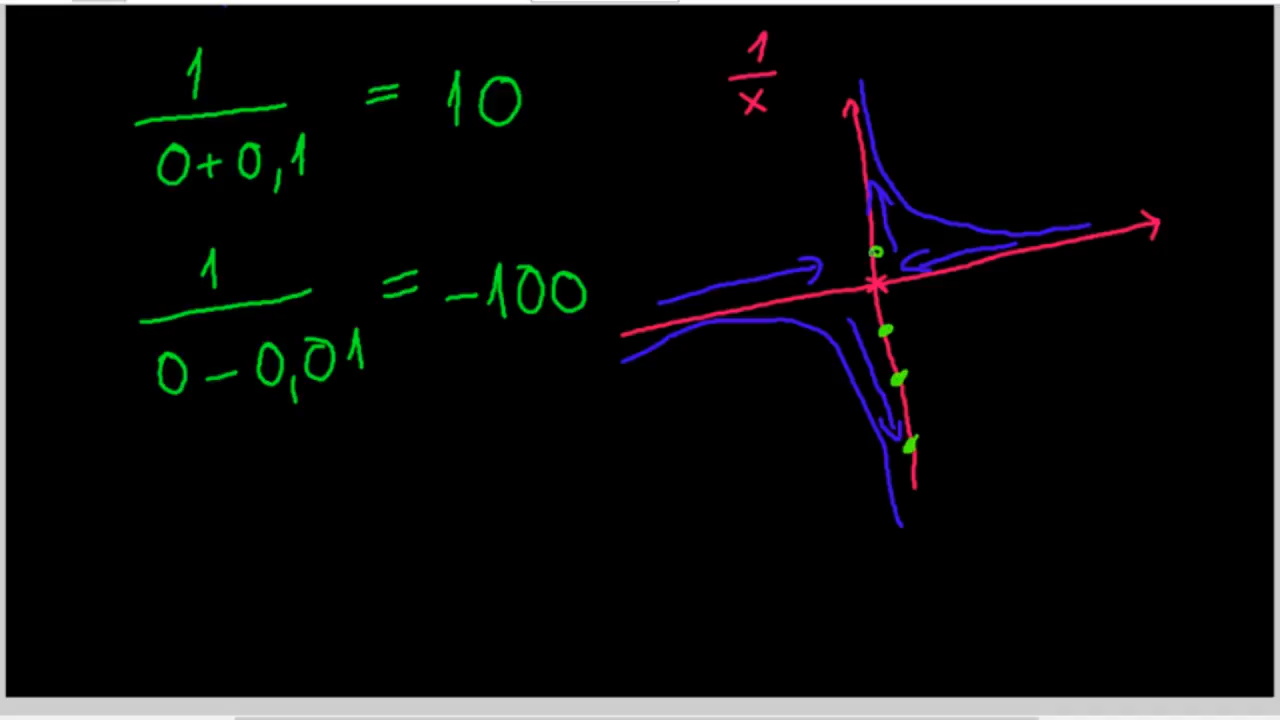 1/(0+0,1) = 10
1/(0-0,01) = -100
1/x